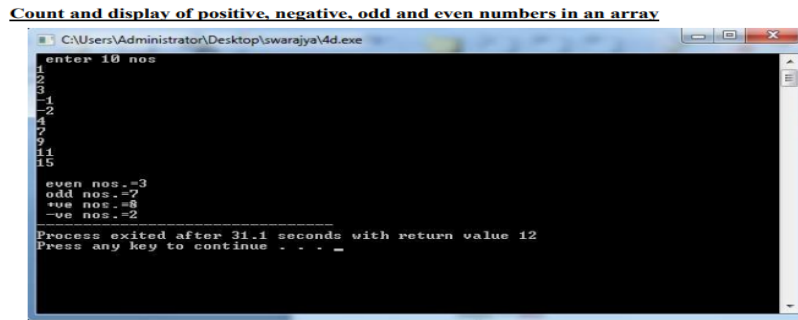 Count and display of positive, negative, odd and even numbers in an array
C:\Users\Administrator\Desktop\swarajya\4d.exe
enter 10 nos
1
2
3
-1
-2
4
7
9
11
15
even nos.=3
odd nos.=7
+ve nos.=8
-ve nos.=2
--------------------------------
Process exited after 31.1 seconds with return value 12
Press any key to continue . . . _